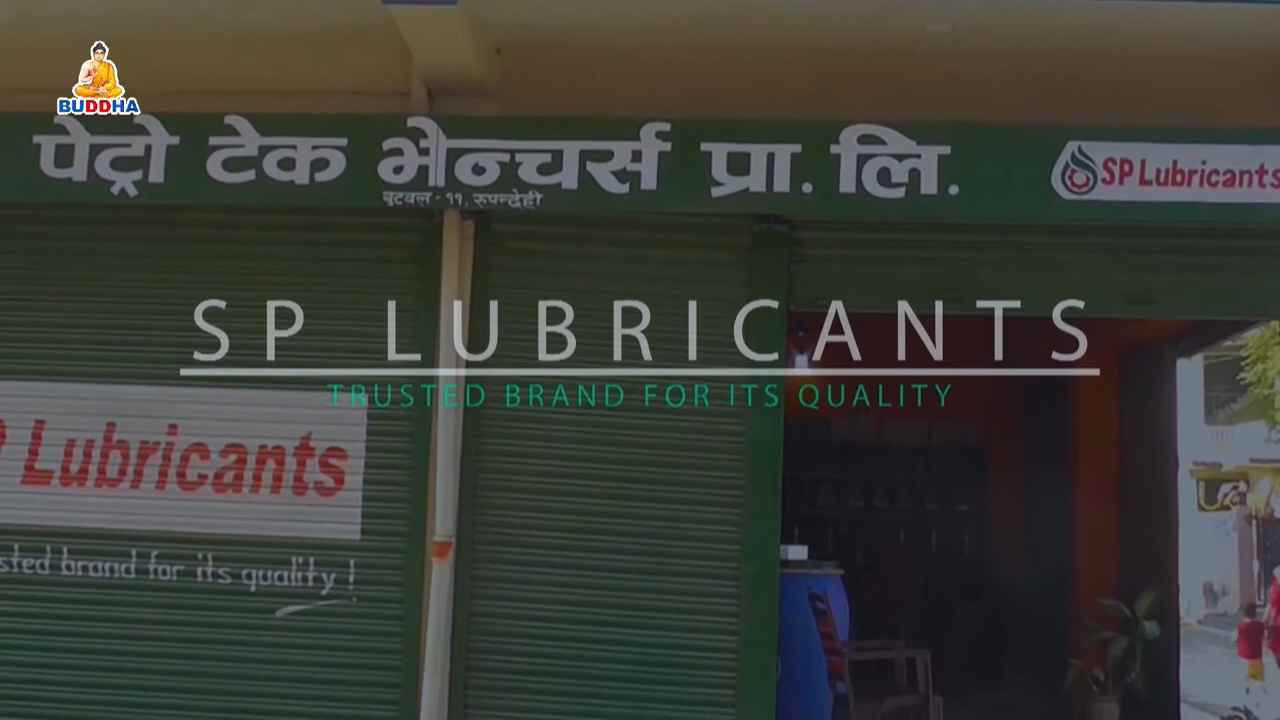 BUDDHA
पेट्रो टेक भेन्चर्स प्रा. लि.
बुटवल - ११, रुपन्देही
SP Lubricants
SP LUBRICANTS
TRUSTED BRAND FOR ITS QUALITY
Lubricants
brand for its quality !